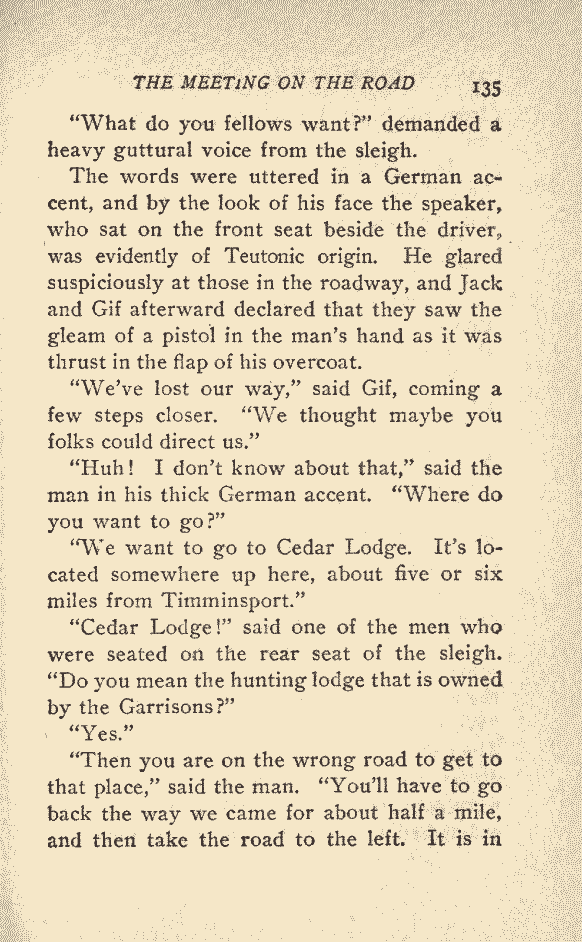 THE MEETING ON THE ROAD 135
“What do you fellows want?” demanded a
heavy guttural voice from the sleigh.
The words were uttered in a German ac-
cent, and by the look of his face the speaker,
who sat on the front seat beside the driver,
was evidently of Teutonic origin. He glared
suspiciously at those in the roadway, and Jack
and Gif afterward declared that they saw the
gleam of a pistol in the man’s hand as it was
thrust in the flap of his overcoat.
“We’ve lost our way,” said Gif, coming a
few steps closer. “We thought maybe you
folks could direct us.”
“Huh! I don’t know about that,” said the
man in his thick German accent. “Where do
you want to go?”
“We want to go to Cedar Lodge. It’s lo-
cated somewhere up here, about five or six
miles from Timminsport.”
“Cedar Lodge!” said one of the men who
were seated on the rear seat of the sleigh.
“Do you mean the hunting lodge that is owned
by the Garrisons?”
“Yes.”
“Then you are on the wrong road to get to
that place,” said the man. “You’ll have to go
back the way we came for about half a mile,
and then take the road to the left. It is in